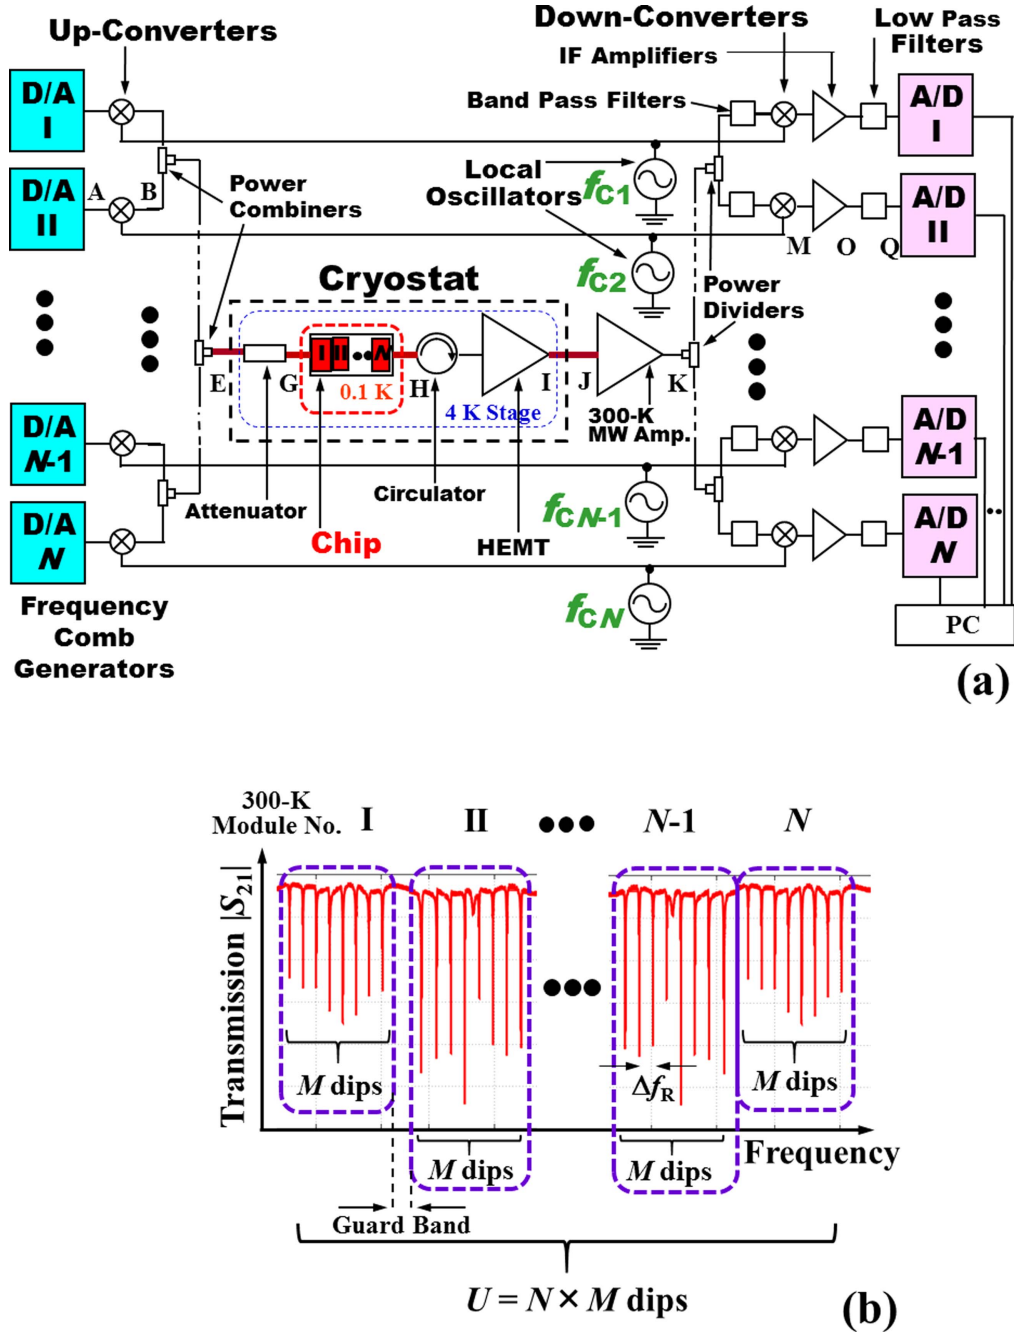 Up-Converters
Down-Converters
Low Pass
Filters
IF Amplifiers
Band Pass Filters
D/A
I
A/D
I
Local
Oscillators
fC1
Power
Combiners
D/A
II
A
B
A/D
II
M
O
Q
fC2
Power
Dividers
Cryostat
I
II
N
E
G
H
I
J
K
0.1 K
4 K Stage
300-K
MW Amp.
D/A
N-1
A/D
N-1
Attenuator
Circulator
Chip
HEMT
fCN-1
D/A
N
A/D
N
fCN
Frequency
Comb
Generators
PC
(a)
300-K
Module No.
I
II
N-1
N
Transmission |S21|
M dips
M dips
ΔfR
M dips
M dips
Frequency
Guard Band
U = N × M dips
(b)